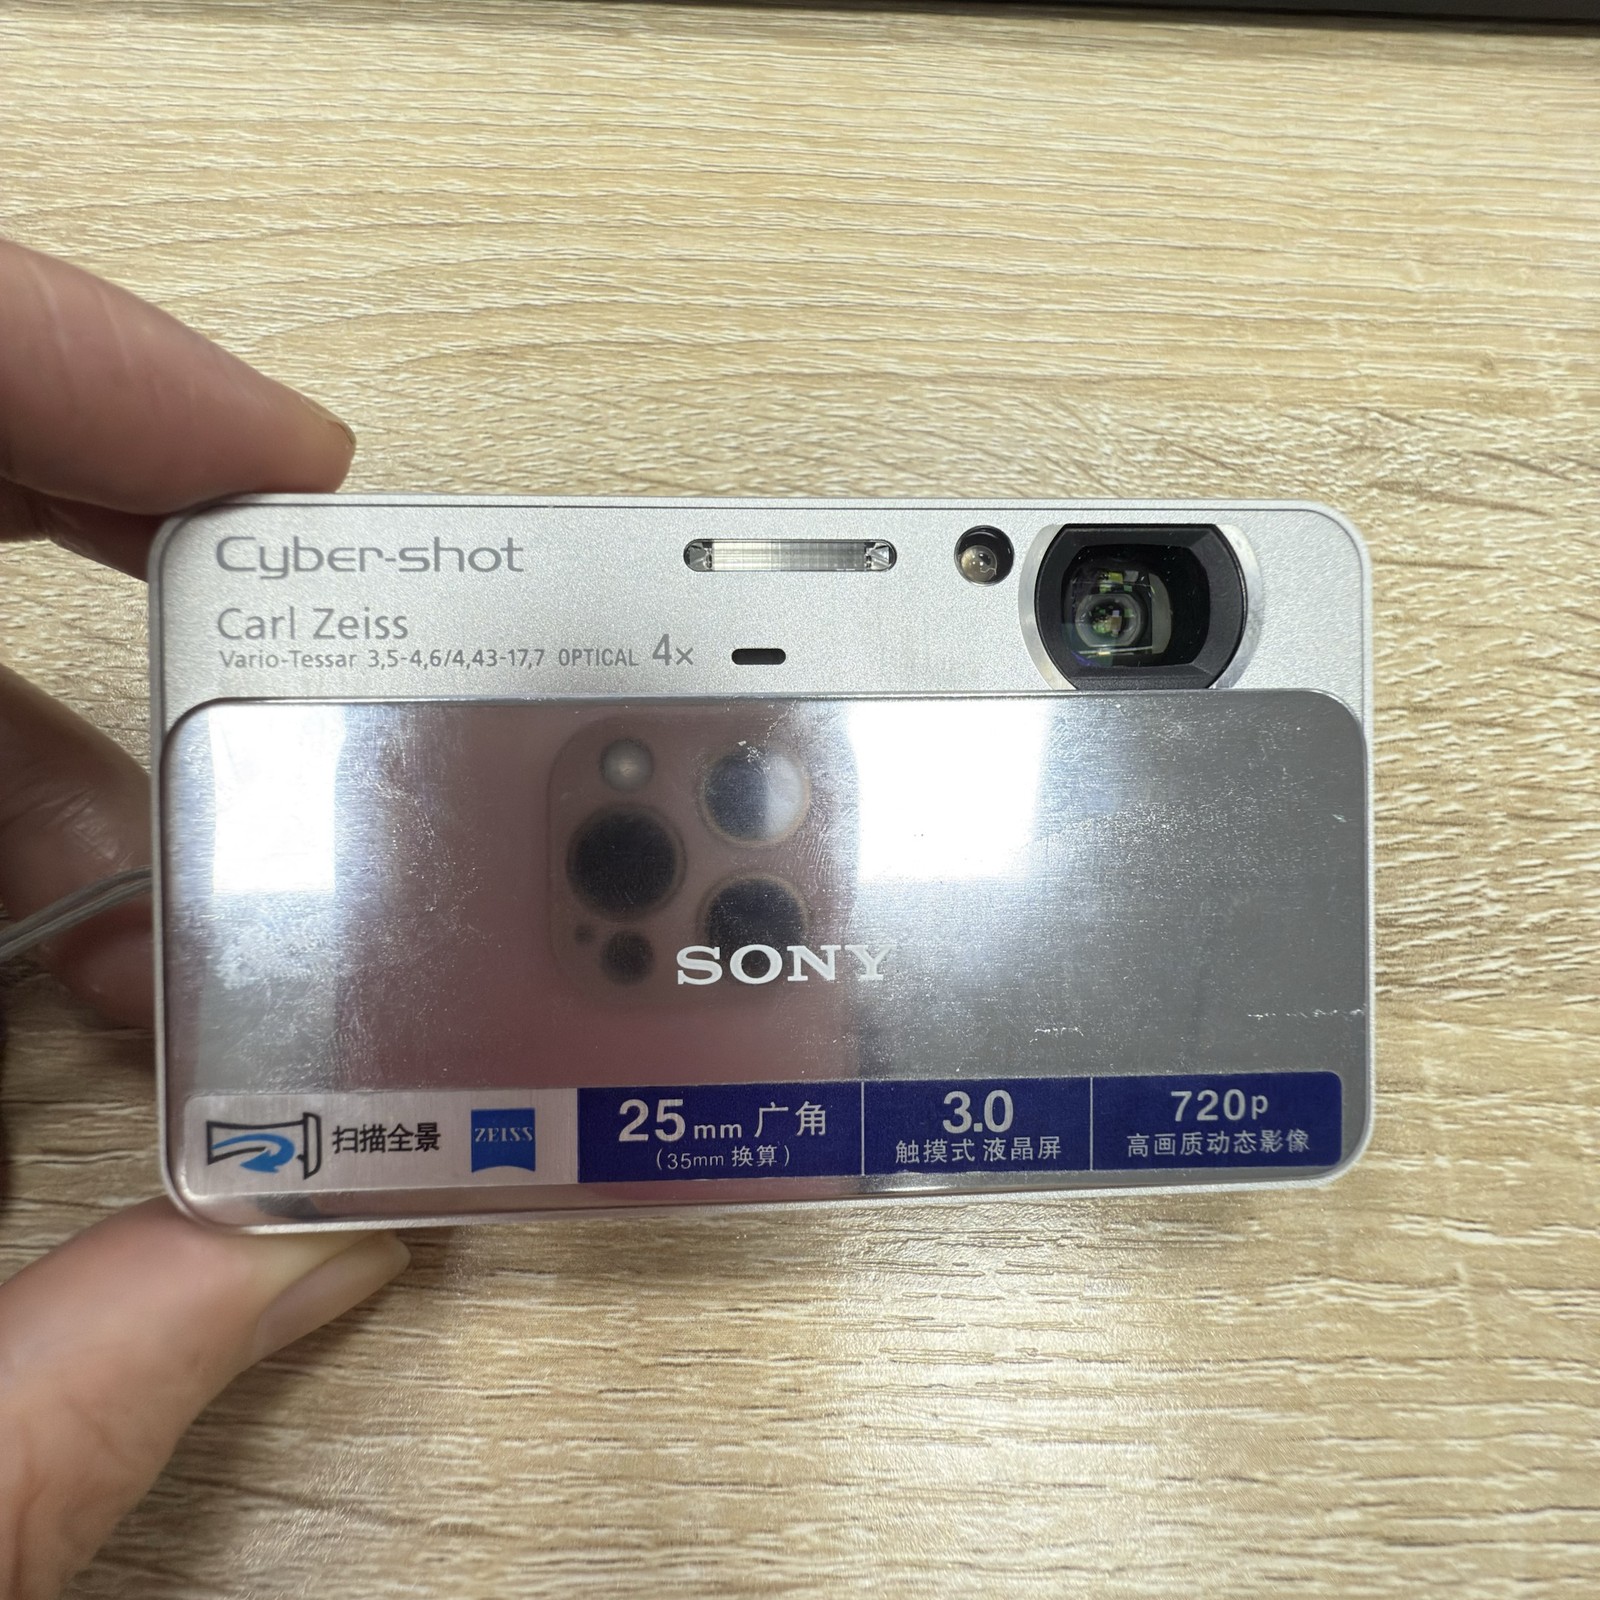 Cyber-shot
Carl Zeiss
Vario-Tessar 3,5-4,6/4,43-17,7 OPTICAL 4x
SONY
扫描全景 ZEISS 25mm 广角 3.0 720p
(35mm 换算) 触摸式 液晶屏 高画质动态影像